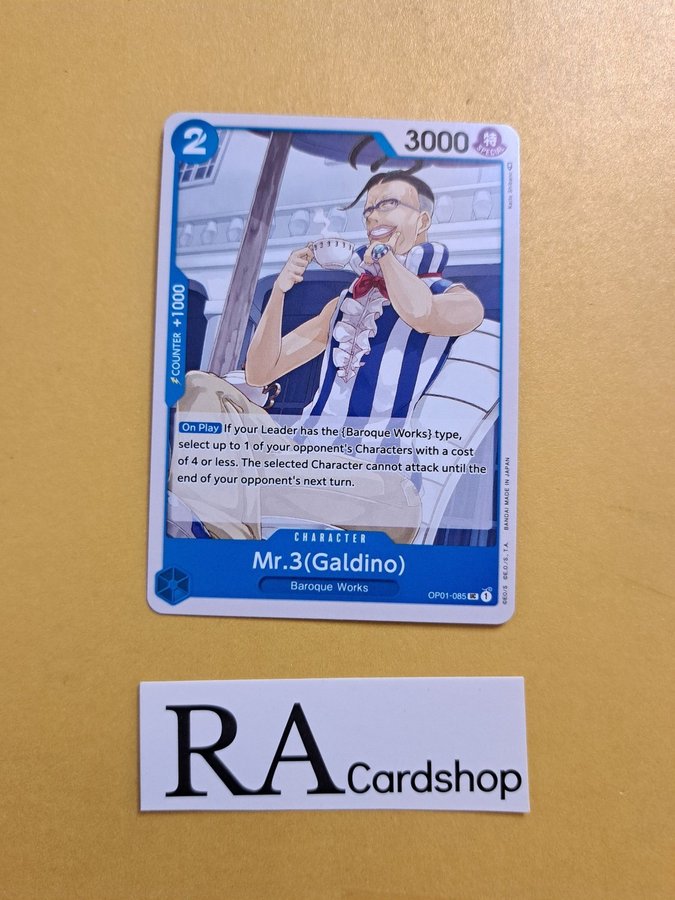 2
3000
特
SPECIAL
Kada Shibano
⚡COUNTER +1000
On Play If your Leader has the {Baroque Works} type,
select up to 1 of your opponent's Characters with a cost
of 4 or less. The selected Character cannot attack until the
end of your opponent's next turn.
©E.O./S ©E.O./S., T.A. BANDAI MADE IN JAPAN
CHARACTER
Mr.3(Galdino)
Baroque Works
OP01-085 UC 1
RA Cardshop